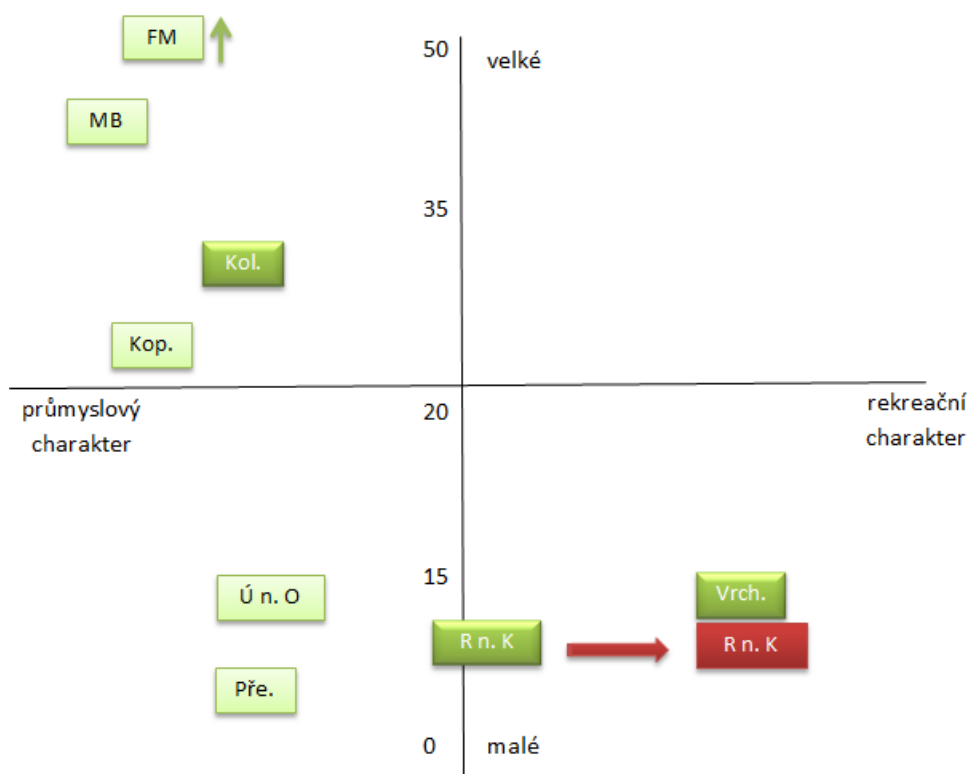 FM
50
velké
MB
35
Kol.
Kop.
průmyslový
charakter
20
rekreační
charakter
15
Ú n. O
Vrch.
R n. K
R n. K
Pře.
0
malé